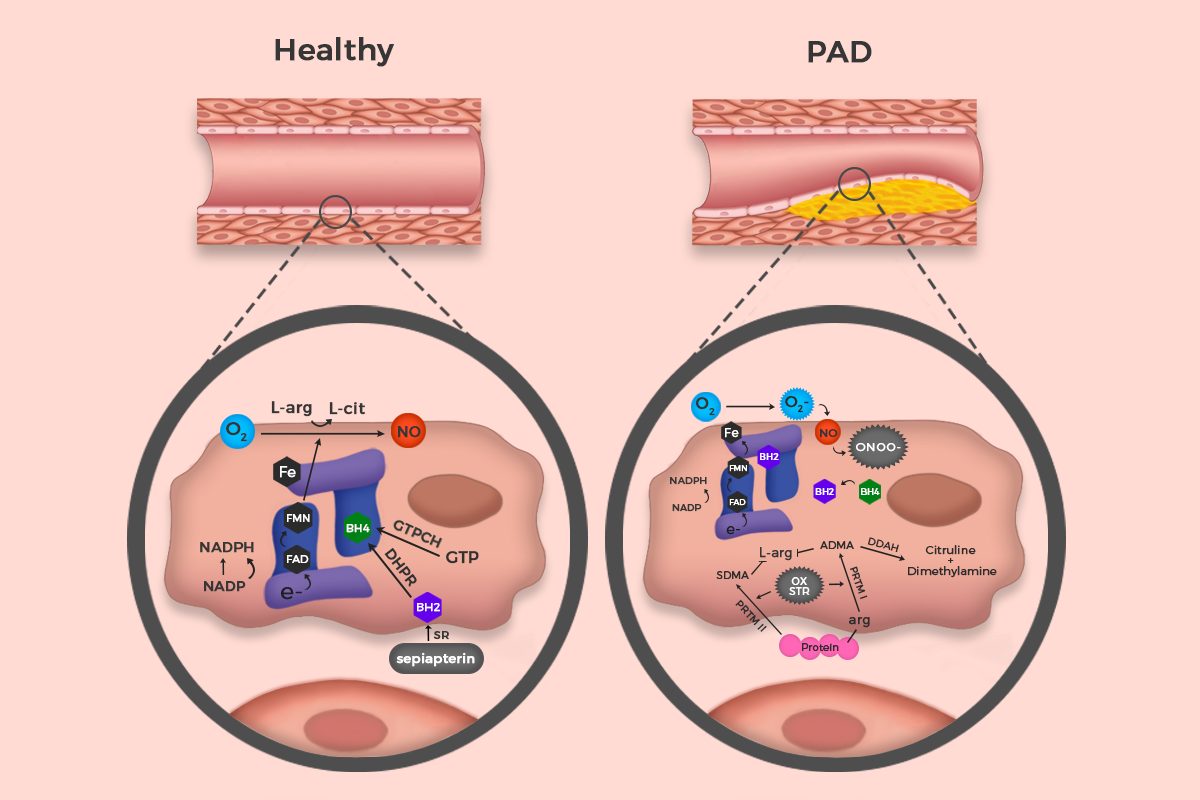 Healthy
PAD
L-arg
L-cit
O2
NO
Fe
FMN
FAD
e-
NADPH
NADP
BH4
GTPCH
GTP
DHPR
BH2
SR
sepiapterin
O2
O2-
NO
ONOO-
Fe
FMN
FAD
e-
BH2
NADPH
NADP
BH2
BH4
L-arg
ADMA
DDAH
Citruline
+
Dimethylamine
SDMA
OX
STR
PRTM I
PRTM II
arg
Protein